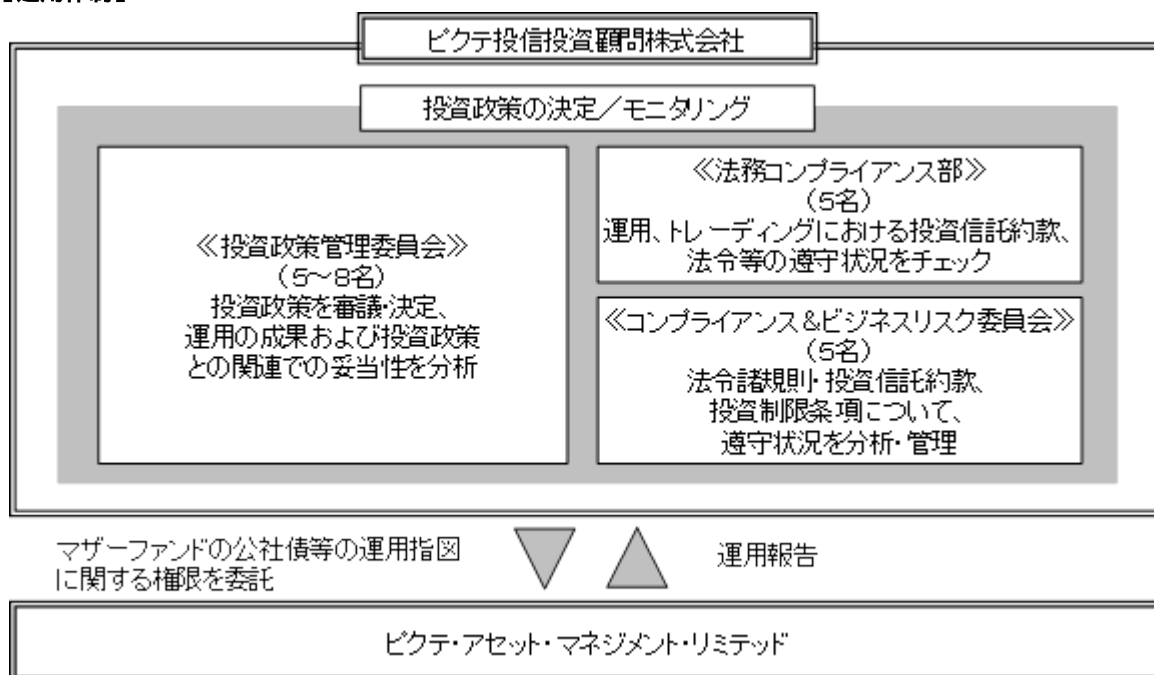 ピクテ投信投資顧問株式会社
投資政策の決定／モニタリング
≪投資政策管理委員会≫
(5～8名)
投資政策を審議・決定、
運用の成果および投資政策
との関連での妥当性を分析
≪法務コンプライアンス部≫
(5名)
運用、トレーディングにおける投資信託約款、
法令等の遵守状況をチェック
≪コンプライアンス＆ビジネスリスク委員会≫
(5名)
法令諸規則・投資信託約款、
投資制限条項について、
遵守状況を分析・管理
マザーファンドの公社債等の運用指図
に関する権限を委託
運用報告
ピクテ・アセット・マネジメント・リミテッド